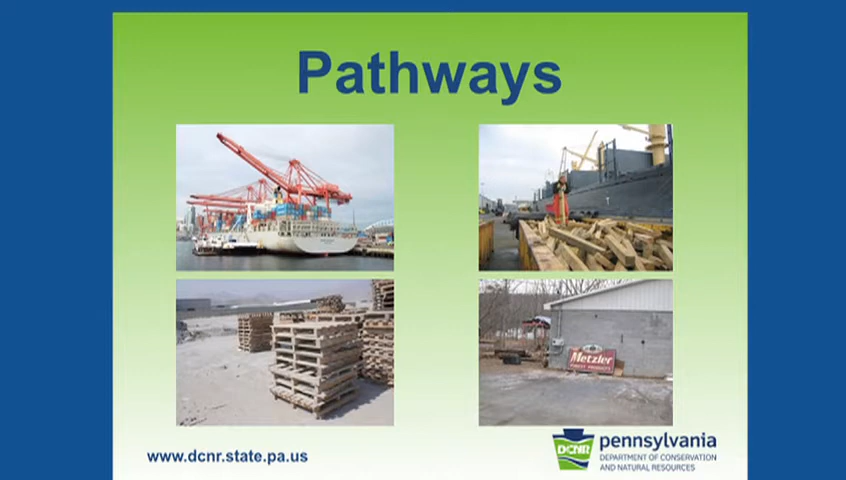 Pathways
Metzler
FOREST PRODUCTS
www.dcnr.state.pa.us
DCNR
pennsylvania
DEPARTMENT OF CONSERVATION
AND NATURAL RESOURCES